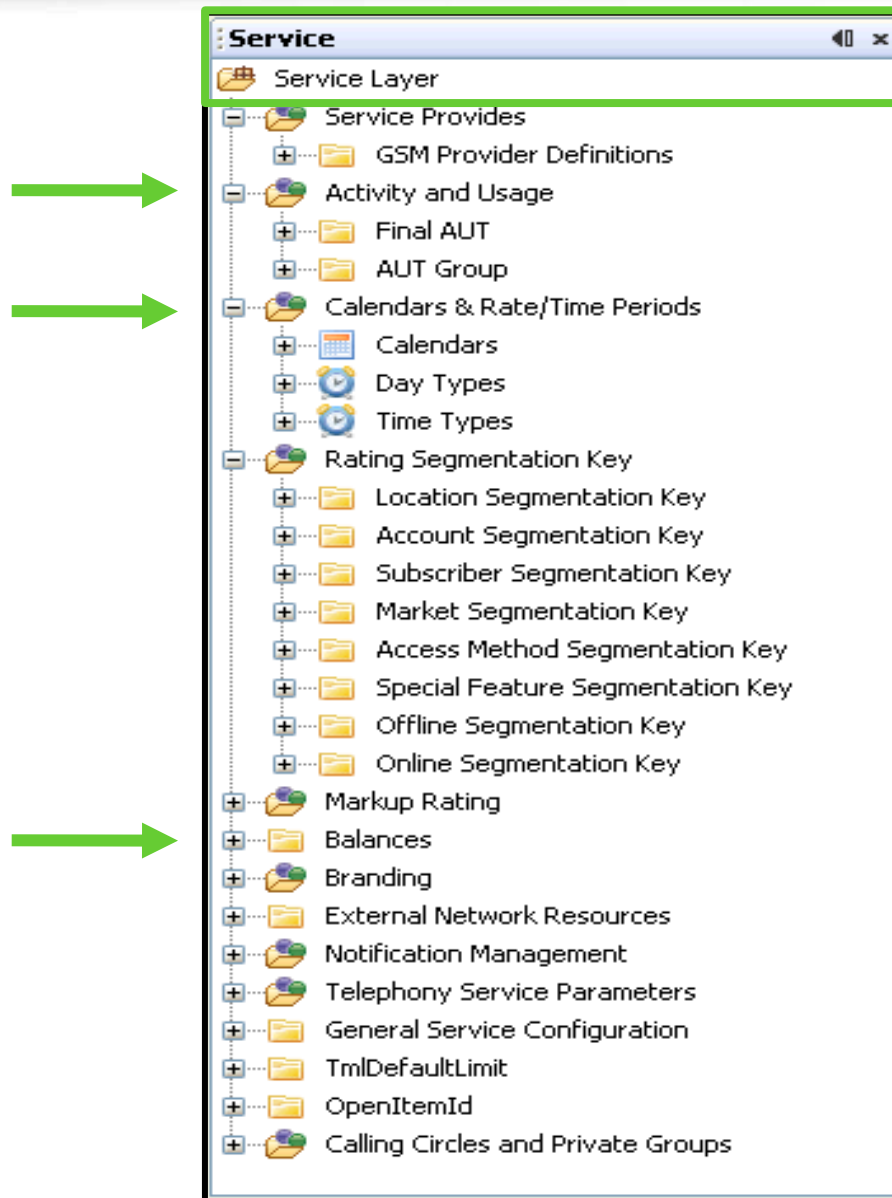 Service
Service Layer
Service Provides
GSM Provider Definitions
Activity and Usage
Final AUT
AUT Group
Calendars & Rate/Time Periods
Calendars
Day Types
Time Types
Rating Segmentation Key
Location Segmentation Key
Account Segmentation Key
Subscriber Segmentation Key
Market Segmentation Key
Access Method Segmentation Key
Special Feature Segmentation Key
Offline Segmentation Key
Online Segmentation Key
Markup Rating
Balances
Branding
External Network Resources
Notification Management
Telephony Service Parameters
General Service Configuration
TmlDefaultLimit
OpenItemId
Calling Circles and Private Groups